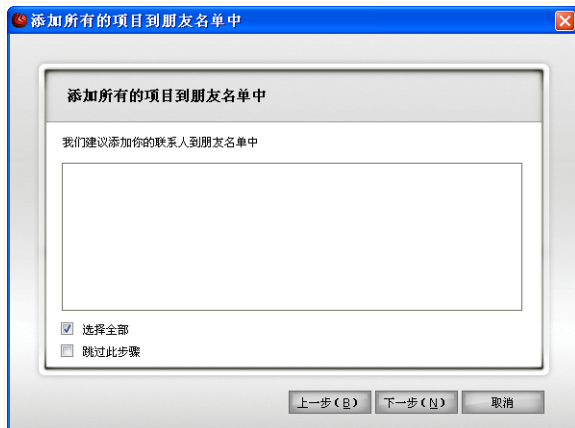 添加所有的项目到朋友名单中
添加所有的项目到朋友名单中
我们建议添加你的联系人到朋友名单中
选择全部
跳过此步骤
上一步(B) 下一步(N) 取消